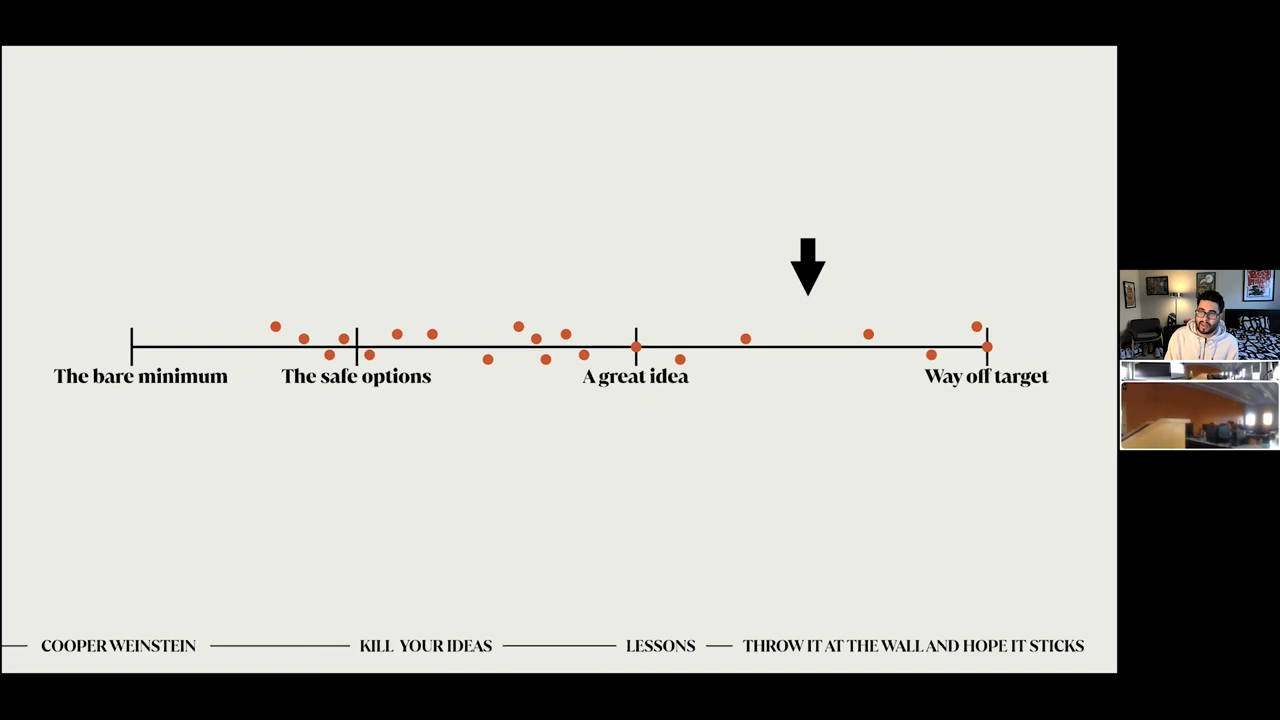 The bare minimum
The safe options
A great idea
Way off target
COOPER WEINSTEIN
KILL YOUR IDEAS
LESSONS
THROW IT AT THE WALL AND HOPE IT STICKS